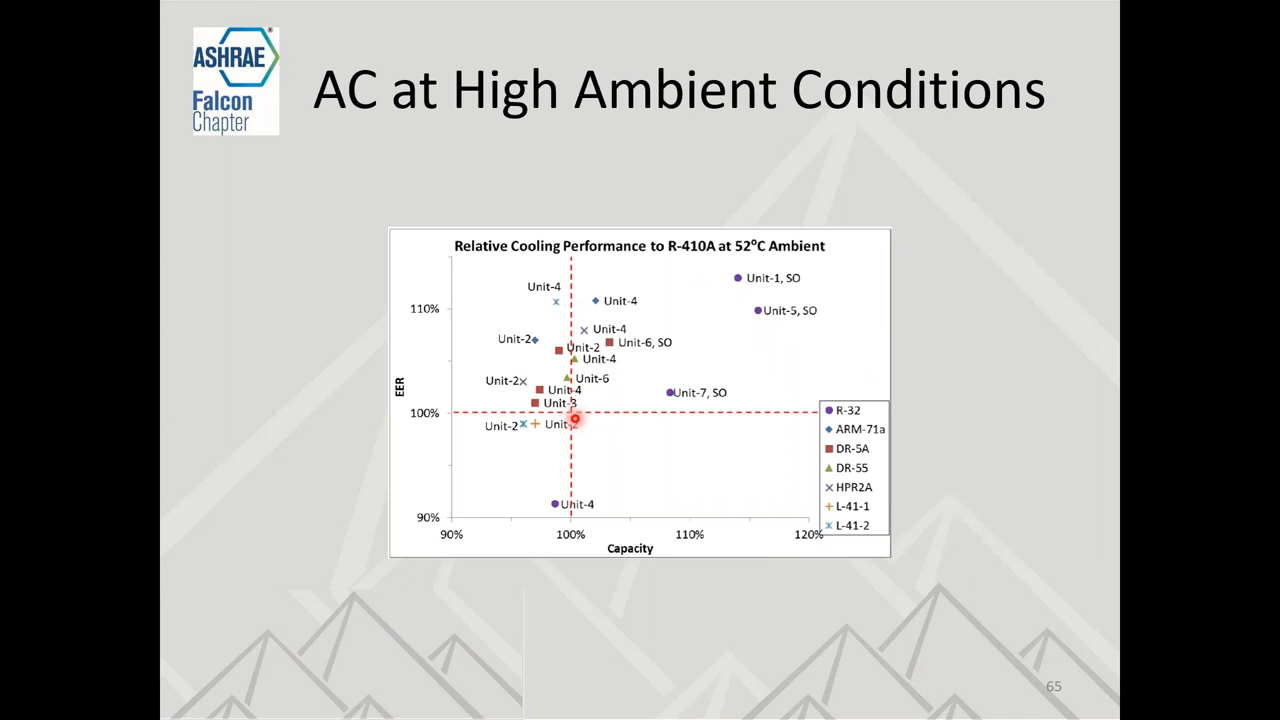 ASHRAE
Falcon
Chapter
AC at High Ambient Conditions
Relative Cooling Performance to R-410A at 52°C Ambient
Unit-1, SO
Unit-4
Unit-4
110%
Unit-5, SO
Unit-4
Unit-2
Unit-6, SO
Unit-2
Unit-4
Unit-6
Unit-2
Unit-4
Unit-7, SO
EER
Unit-3
100%
Unit-2
Unit-
Unit-4
90%
90%
100%
110%
120%
Capacity
R-32
ARM-71a
DR-5A
DR-55
HPR2A
L-41-1
L-41-2
65